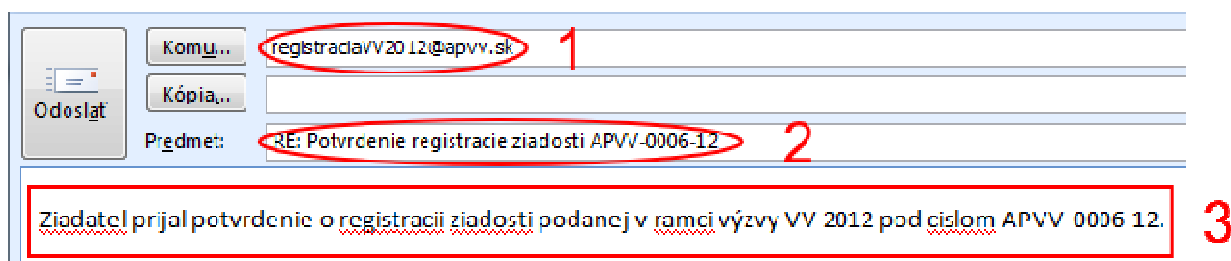 Komu...
registraciaVV2012@apvv.sk
1
Kópia...
Odoslať
Predmet:
RE: Potvrdenie registracie ziadosti APVV-0006-12
2
Ziadatel prijal potvrdenie o registracii ziadosti podanej v ramci výzvy VV 2012 pod cislom APVV-0006-12.
3